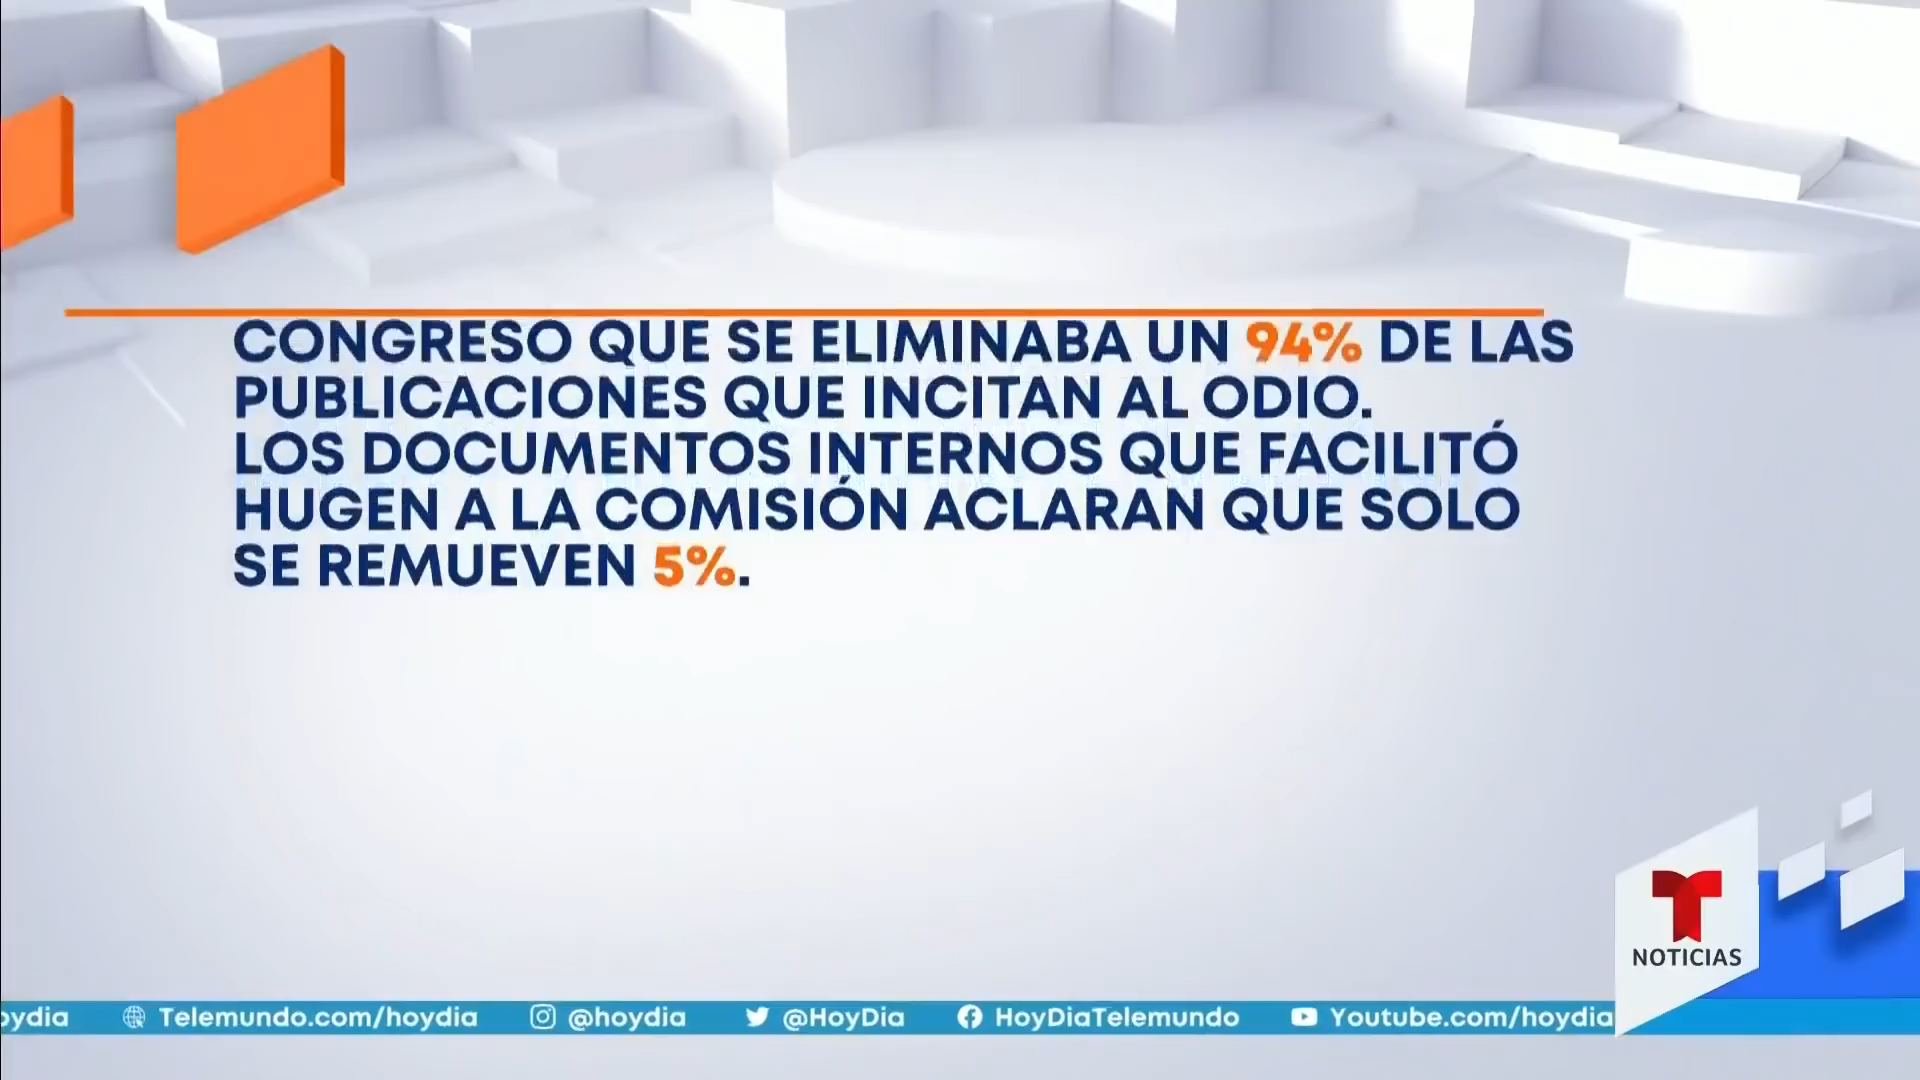 CONGRESO QUE SE ELIMINABA UN 94% DE LAS
PUBLICACIONES QUE INCITAN AL ODIO.
LOS DOCUMENTOS INTERNOS QUE FACILITÓ
HUGEN A LA COMISIÓN ACLARAN QUE SOLO
SE REMUEVEN 5%.
NOTICIAS
oydia Telemundo.com/hoydia @hoydia @HoyDia HoyDiaTelemundo Youtube.com/hoydia